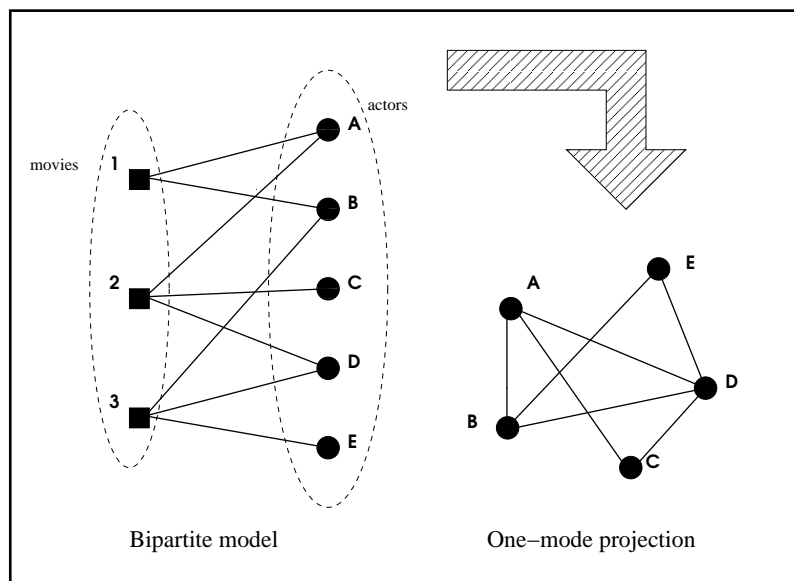 movies
actors
1
2
3
A
B
C
D
E
A
E
B
D
C
Bipartite model
One−mode projection